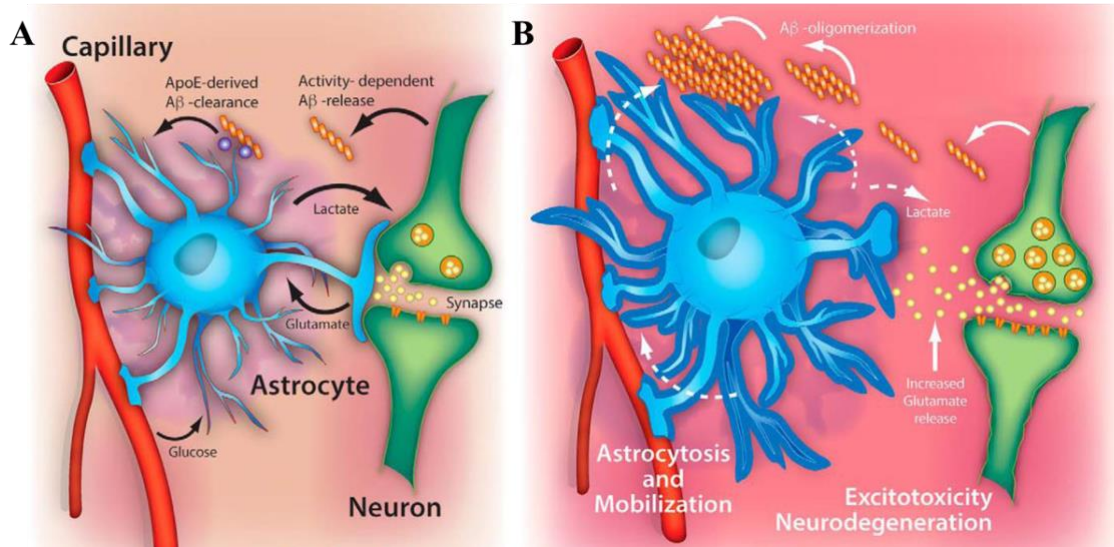 A
Capillary
ApoE-derived
Aβ -clearance
Activity- dependent
Aβ -release
Lactate
Glutamate
Synapse
Astrocyte
Glucose
Neuron
B
Aβ -oligomerization
Lactate
Increased
Glutamate
release
Astrocytosis
and
Mobilization
Excitotoxicity
Neurodegeneration